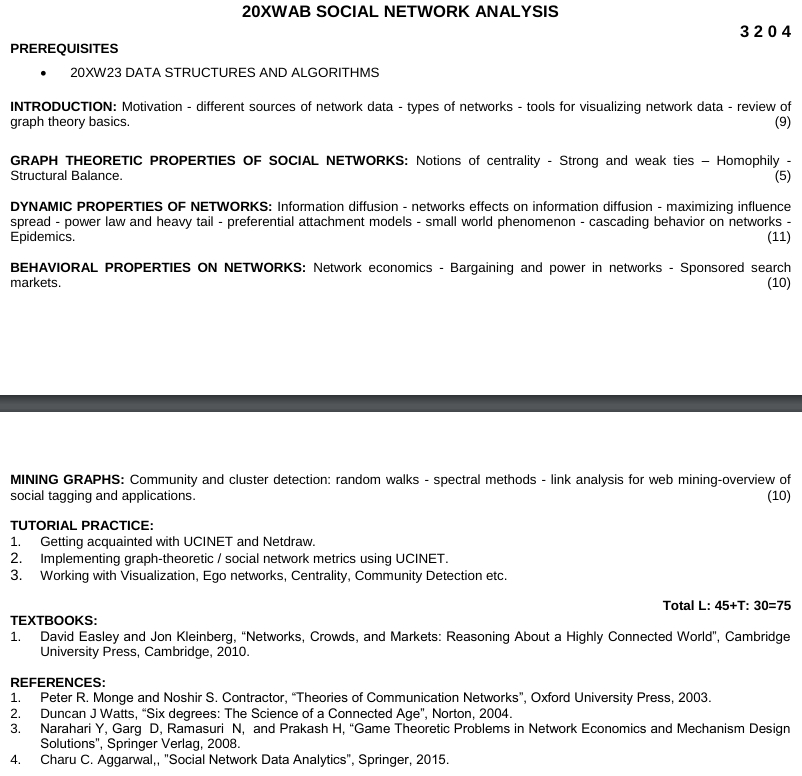 20XWAB SOCIAL NETWORK ANALYSIS
3 2 0 4
PREREQUISITES
• 20XW23 DATA STRUCTURES AND ALGORITHMS
INTRODUCTION: Motivation - different sources of network data - types of networks - tools for visualizing network data - review of
graph theory basics. (9)
GRAPH THEORETIC PROPERTIES OF SOCIAL NETWORKS: Notions of centrality - Strong and weak ties – Homophily -
Structural Balance. (5)
DYNAMIC PROPERTIES OF NETWORKS: Information diffusion - networks effects on information diffusion - maximizing influence
spread - power law and heavy tail - preferential attachment models - small world phenomenon - cascading behavior on networks -
Epidemics. (11)
BEHAVIORAL PROPERTIES ON NETWORKS: Network economics - Bargaining and power in networks - Sponsored search
markets. (10)
MINING GRAPHS: Community and cluster detection: random walks - spectral methods - link analysis for web mining-overview of
social tagging and applications. (10)
TUTORIAL PRACTICE:
1. Getting acquainted with UCINET and Netdraw.
2. Implementing graph-theoretic / social network metrics using UCINET.
3. Working with Visualization, Ego networks, Centrality, Community Detection etc.
Total L: 45+T: 30=75
TEXTBOOKS:
1. David Easley and Jon Kleinberg, “Networks, Crowds, and Markets: Reasoning About a Highly Connected World”, Cambridge
University Press, Cambridge, 2010.
REFERENCES:
1. Peter R. Monge and Noshir S. Contractor, “Theories of Communication Networks”, Oxford University Press, 2003.
2. Duncan J Watts, “Six degrees: The Science of a Connected Age”, Norton, 2004.
3. Narahari Y, Garg D, Ramasuri N, and Prakash H, “Game Theoretic Problems in Network Economics and Mechanism Design
Solutions”, Springer Verlag, 2008.
4. Charu C. Aggarwal,, ”Social Network Data Analytics”, Springer, 2015.